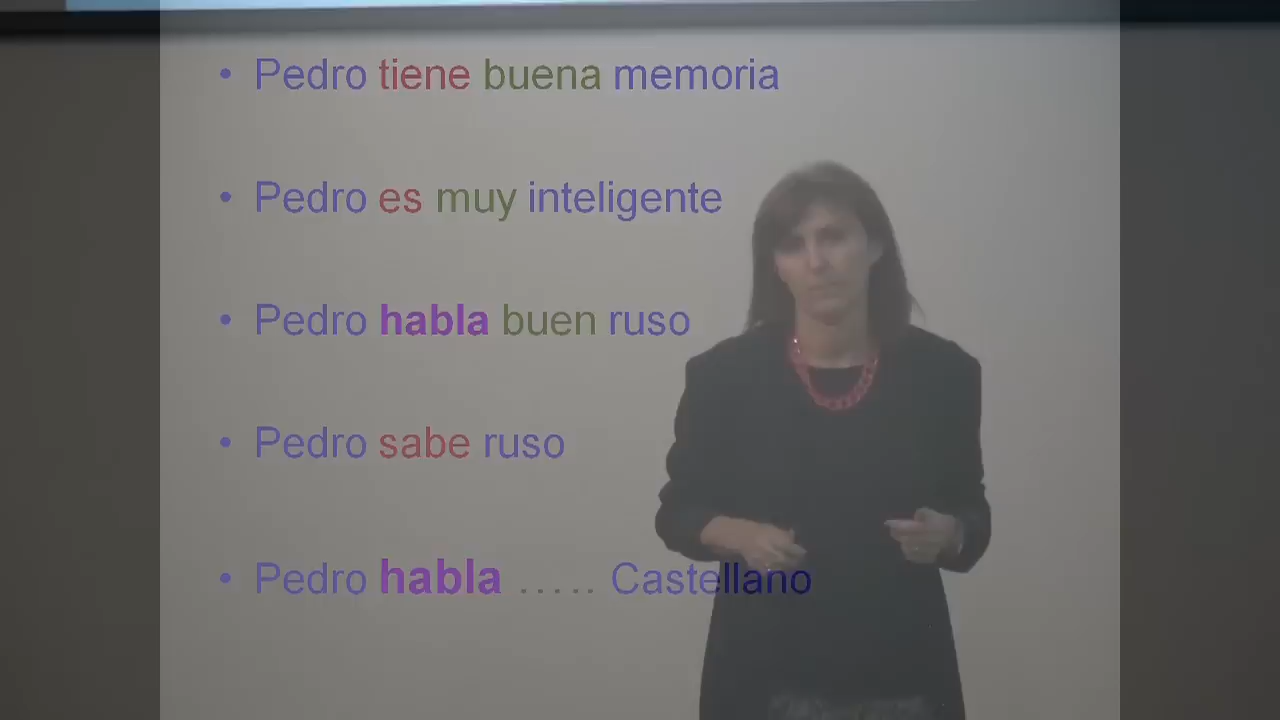 • Pedro tiene buena memoria
• Pedro es muy inteligente
• Pedro habla buen ruso
• Pedro sabe ruso
• Pedro habla ..... Castellano